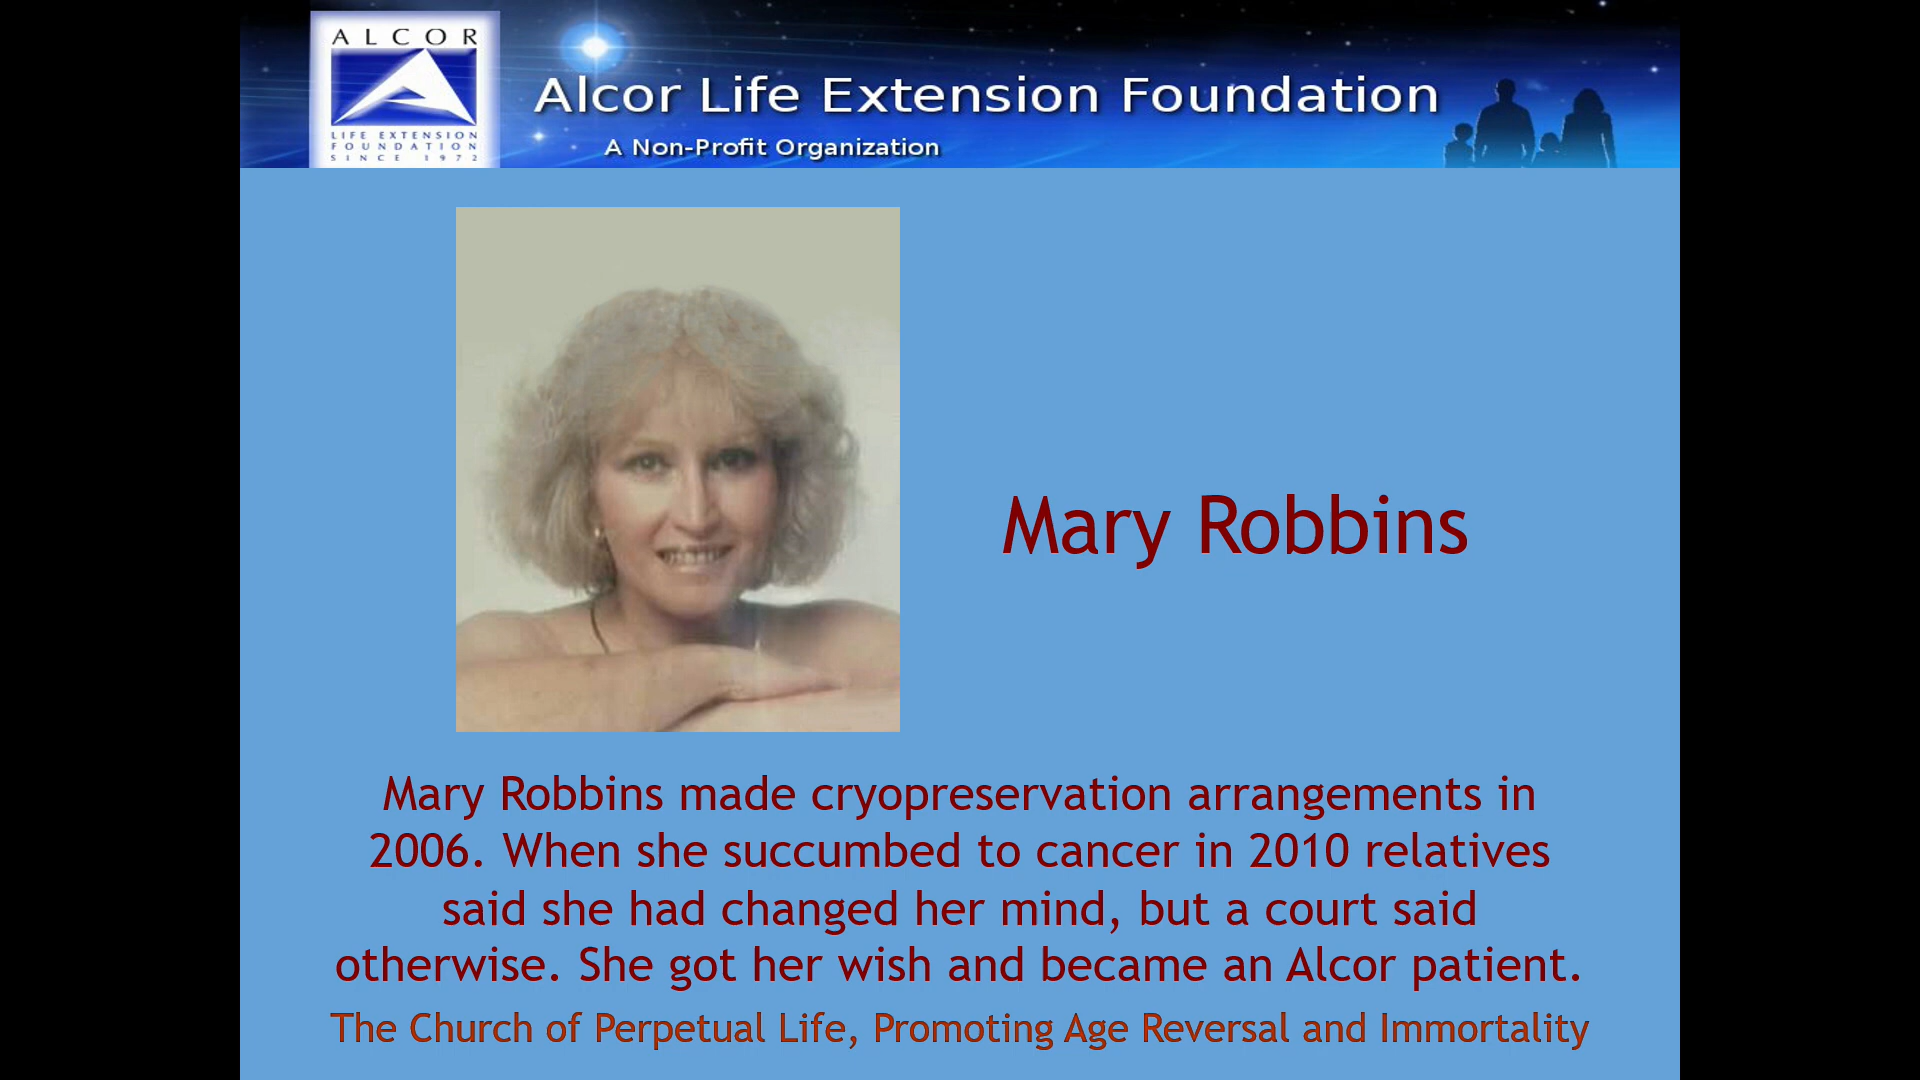 ALCOR
LIFE EXTENSION
FOUNDATION
SINCE 1972
Alcor Life Extension Foundation
A Non-Profit Organization
Mary Robbins
Mary Robbins made cryopreservation arrangements in
2006. When she succumbed to cancer in 2010 relatives
said she had changed her mind, but a court said
otherwise. She got her wish and became an Alcor patient.
The Church of Perpetual Life, Promoting Age Reversal and Immortality